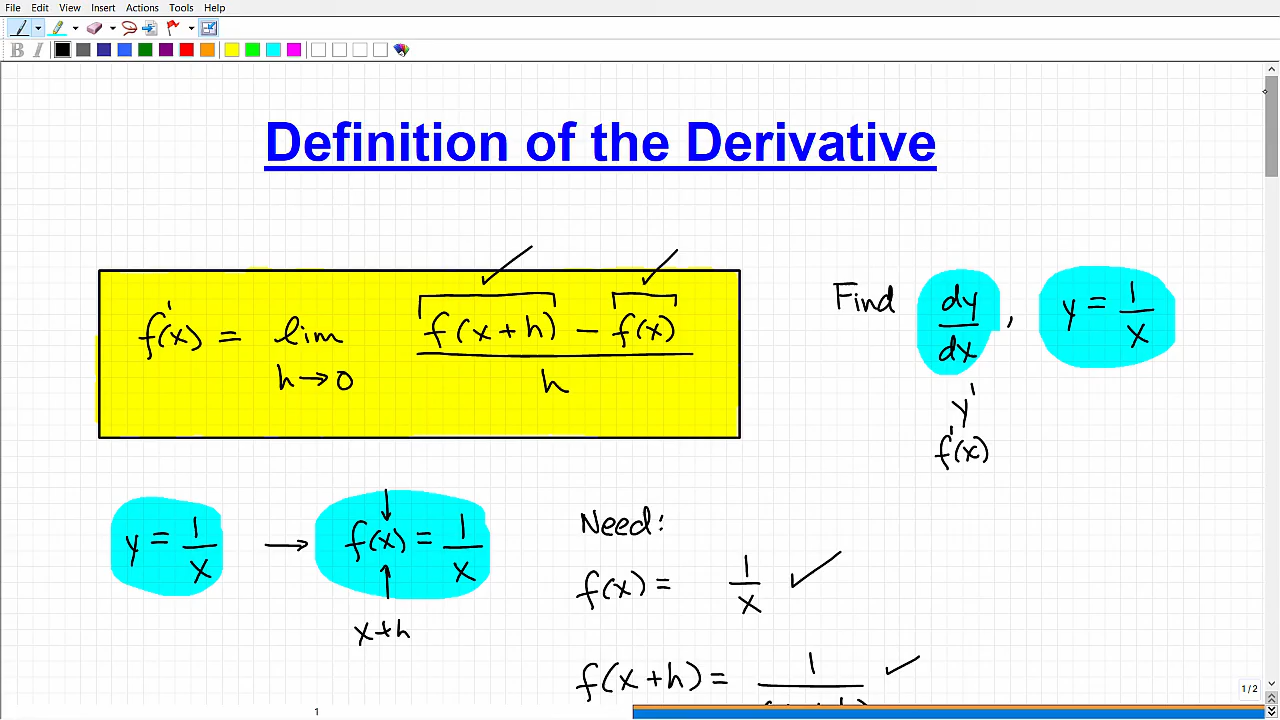 File Edit View Insert Actions Tools Help
B I
Definition of the Derivative
f'(x) = lim h→0 f(x+h) − f(x) / h
Find dy/dx, y = 1/x
y'
f'(x)
y = 1/x → f(x) = 1/x
x+h
Need:
f(x) = 1/x ✓
f(x+h) = 1
1/2
1